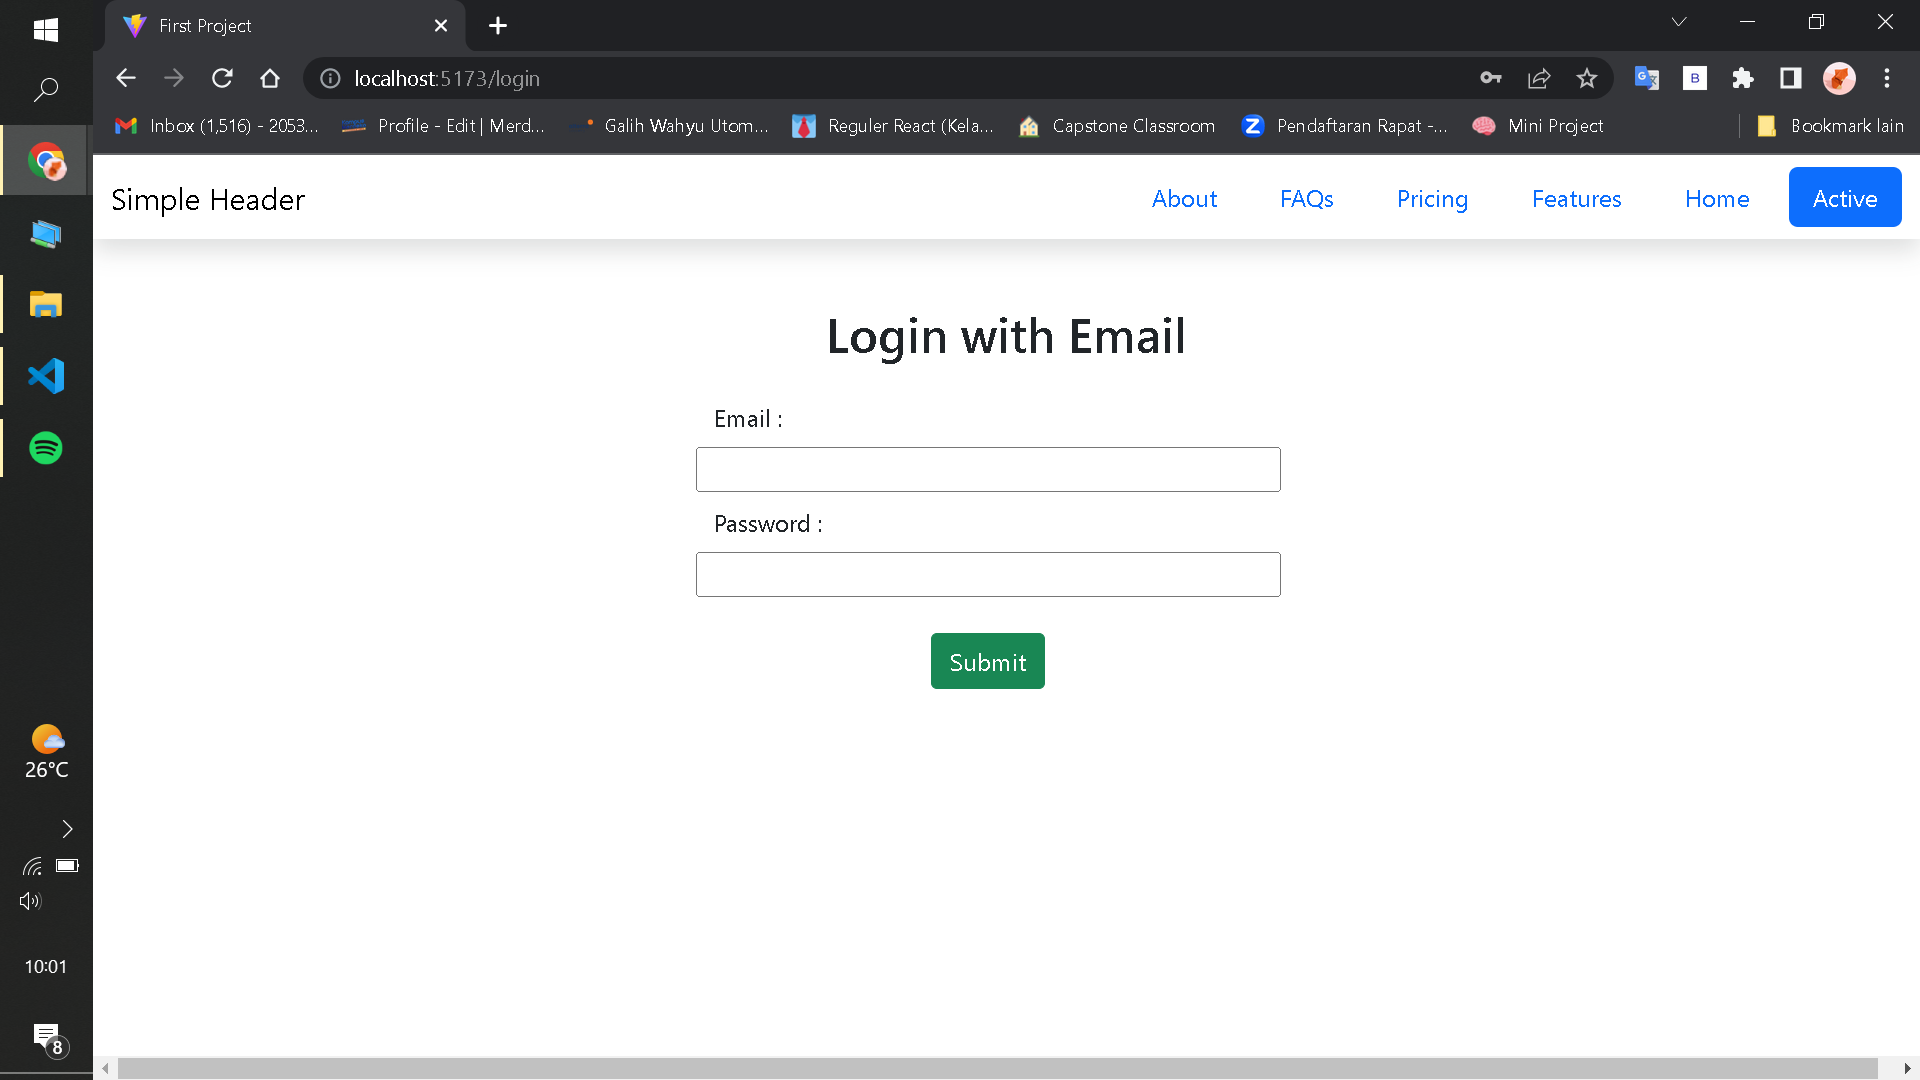 First Project
localhost:5173/login
Inbox (1,516) - 2053...
Profile - Edit | Merd...
Galih Wahyu Utom...
Reguler React (Kela...
Capstone Classroom
Pendaftaran Rapat -...
Mini Project
Bookmark lain
Simple Header
About
FAQs
Pricing
Features
Home
Active
Login with Email
Email :
Password :
Submit
26°C
10:01
8